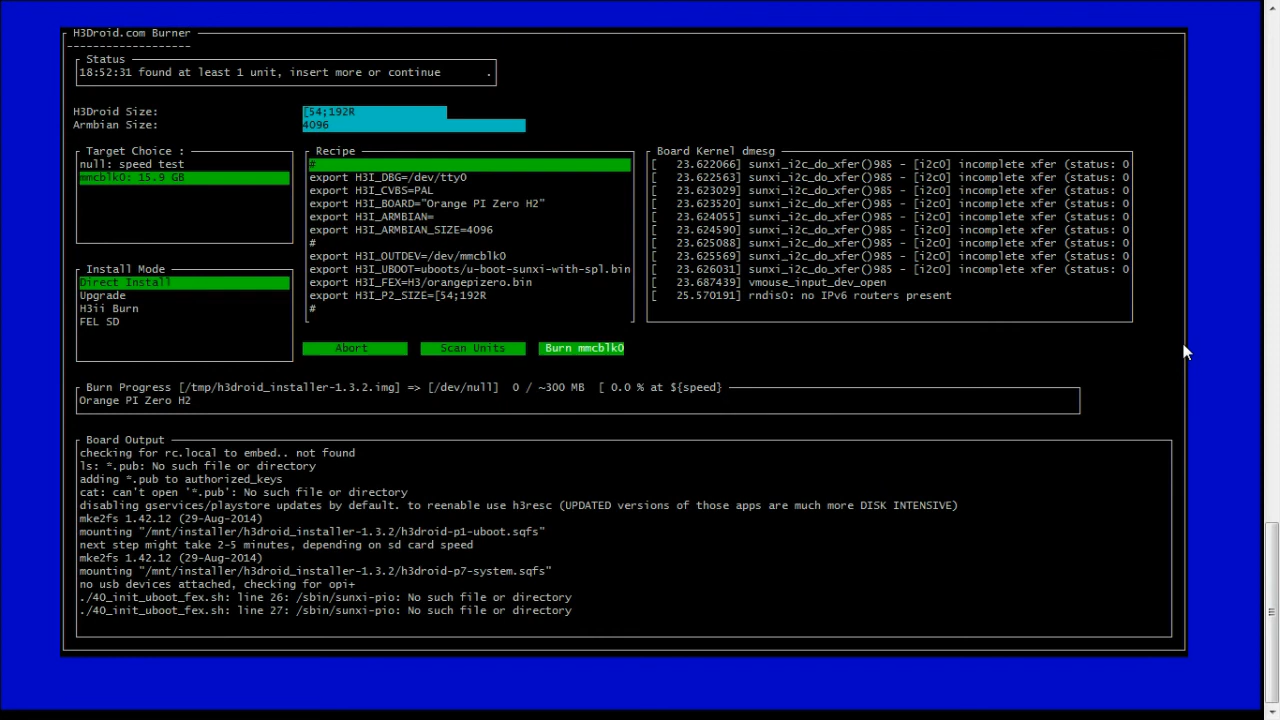 H3Droid.com Burner
-------------------
Status
18:52:31 found at least 1 unit, insert more or continue .
H3Droid Size: [54;192R
Armbian Size: 4096
Target Choice :
null: speed test
mmcblk0: 15.9 GB
Recipe
#
export H3I_DBG=/dev/tty0
export H3I_CVBS=PAL
export H3I_BOARD="Orange PI Zero H2"
export H3I_ARMBIAN=
export H3I_ARMBIAN_SIZE=4096
#
export H3I_OUTDEV=/dev/mmcblk0
export H3I_UBOOT=uboots/u-boot-sunxi-with-spl.bin
export H3I_FEX=H3/orangepizero.bin
export H3I_P2_SIZE=[54;192R
#
Board Kernel dmesg
[ 23.622066] sunxi_i2c_do_xfer()985 - [i2c0] incomplete xfer (status: 0
[ 23.622563] sunxi_i2c_do_xfer()985 - [i2c0] incomplete xfer (status: 0
[ 23.623029] sunxi_i2c_do_xfer()985 - [i2c0] incomplete xfer (status: 0
[ 23.623520] sunxi_i2c_do_xfer()985 - [i2c0] incomplete xfer (status: 0
[ 23.624055] sunxi_i2c_do_xfer()985 - [i2c0] incomplete xfer (status: 0
[ 23.624590] sunxi_i2c_do_xfer()985 - [i2c0] incomplete xfer (status: 0
[ 23.625088] sunxi_i2c_do_xfer()985 - [i2c0] incomplete xfer (status: 0
[ 23.625569] sunxi_i2c_do_xfer()985 - [i2c0] incomplete xfer (status: 0
[ 23.626031] sunxi_i2c_do_xfer()985 - [i2c0] incomplete xfer (status: 0
[ 23.687439] vmouse_input_dev_open
[ 25.570191] rndis0: no IPv6 routers present
Install Mode
Direct Install
Upgrade
H3ii Burn
FEL SD
Abort
Scan Units
Burn mmcblk0
Burn Progress [/tmp/h3droid_installer-1.3.2.img] => [/dev/null] 0 / ~300 MB [ 0.0 % at ${speed}
Orange PI Zero H2
Board Output
checking for rc.local to embed.. not found
ls: *.pub: No such file or directory
adding *.pub to authorized_keys
cat: can't open '*.pub': No such file or directory
disabling gservices/playstore updates by default. to reenable use h3resc (UPDATED versions of those apps are much more DISK INTENSIVE)
mke2fs 1.42.12 (29-Aug-2014)
mounting "/mnt/installer/h3droid_installer-1.3.2/h3droid-p1-uboot.sqfs"
next step might take 2-5 minutes, depending on sd card speed
mke2fs 1.42.12 (29-Aug-2014)
mounting "/mnt/installer/h3droid_installer-1.3.2/h3droid-p7-system.sqfs"
no usb devices attached, checking for opi+
./40_init_uboot_fex.sh: line 26: /sbin/sunxi-pio: No such file or directory
./40_init_uboot_fex.sh: line 27: /sbin/sunxi-pio: No such file or directory